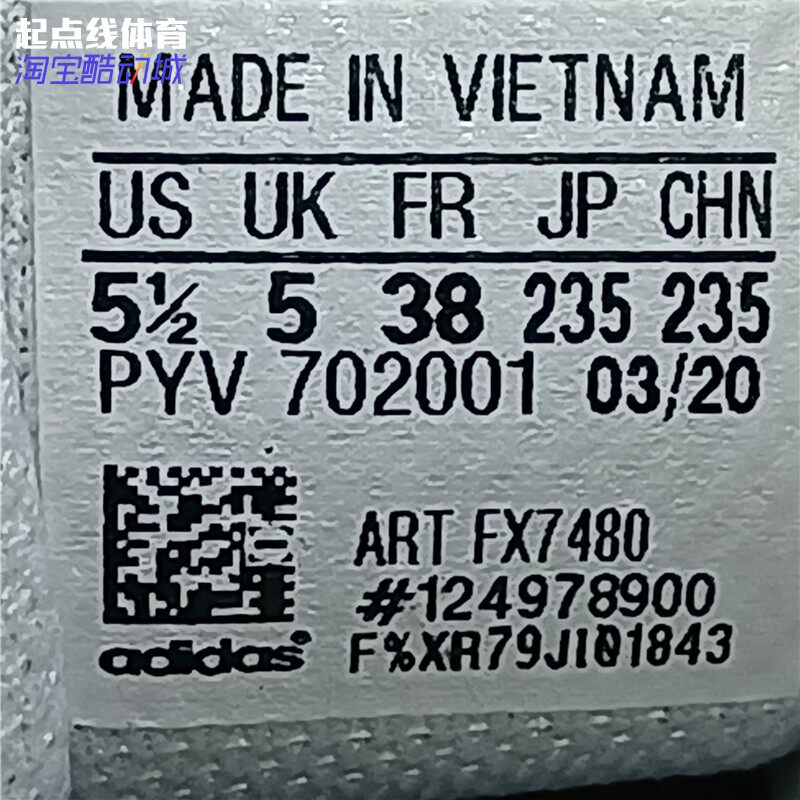 起点线体育
淘宝酷动城
MADE IN VIETNAM
US UK FR JP CHN
5½ 5 38 235 235
PYV 702001 03/20
ART FX7480
#124978900
adidas® F%XR79JI01843